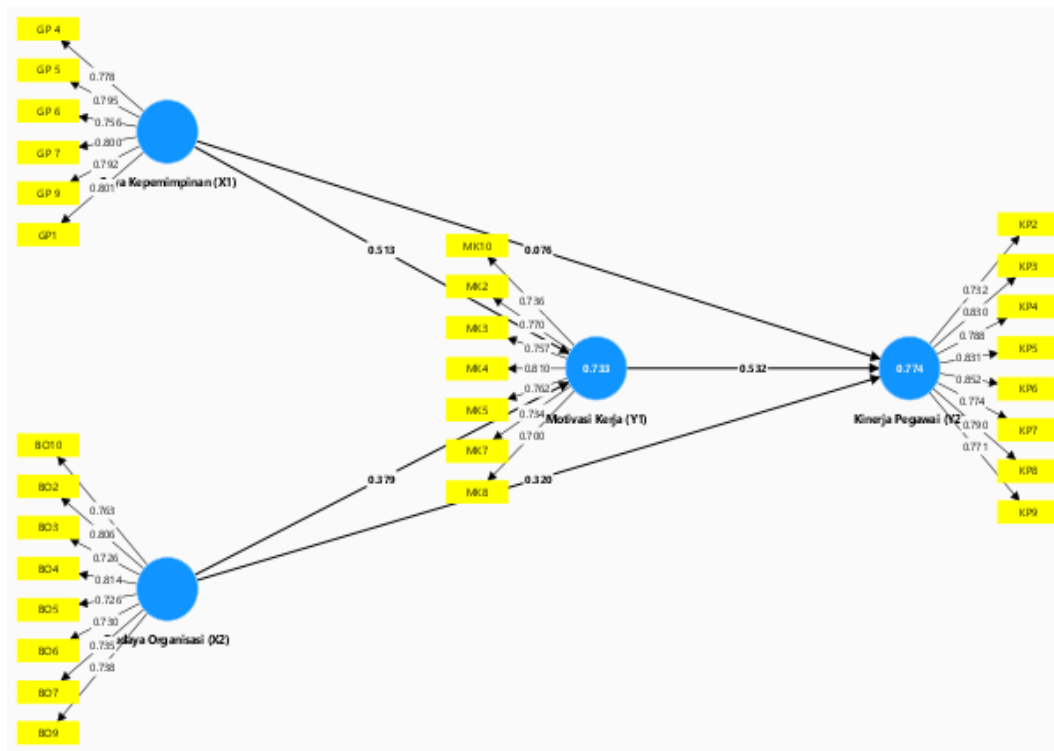 GP 4
GP 5
GP 6
GP 7
GP 9
GP1
0.778
0.795
0.756
0.800
0.792
0.801
Kepemimpinan (X1)
0.513
0.076
MK10
MK2
MK3
MK4
MK5
MK7
MK8
0.736
0.770
0.757
0.810
0.762
0.734
0.700
0.733
Motivasi Kerja (Y1)
0.532
0.774
Kinerja Pegawai (Y2
KP2
KP3
KP4
KP5
KP6
KP7
KP8
KP9
0.732
0.830
0.788
0.831
0.852
0.774
0.790
0.771
0.379
0.320
BO10
BO2
BO3
BO4
BO5
BO6
BO7
BO9
0.763
0.806
0.726
0.814
0.726
0.730
0.735
0.738
Organisasi (X2)